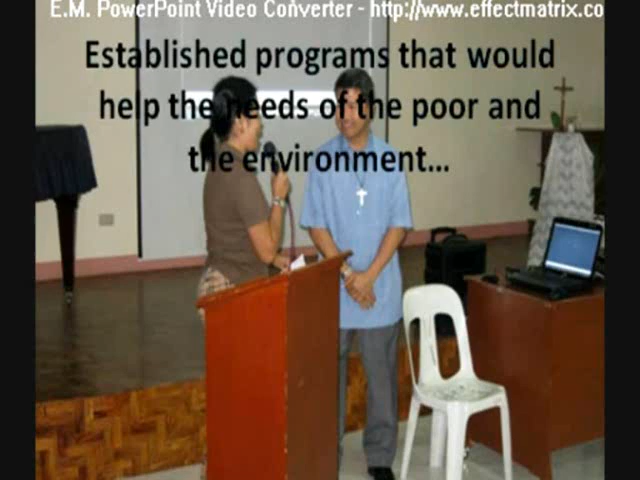 E.M. PowerPoint Video Converter - http://www.effectmatrix.co
Established programs that would
help the needs of the poor and
the environment...